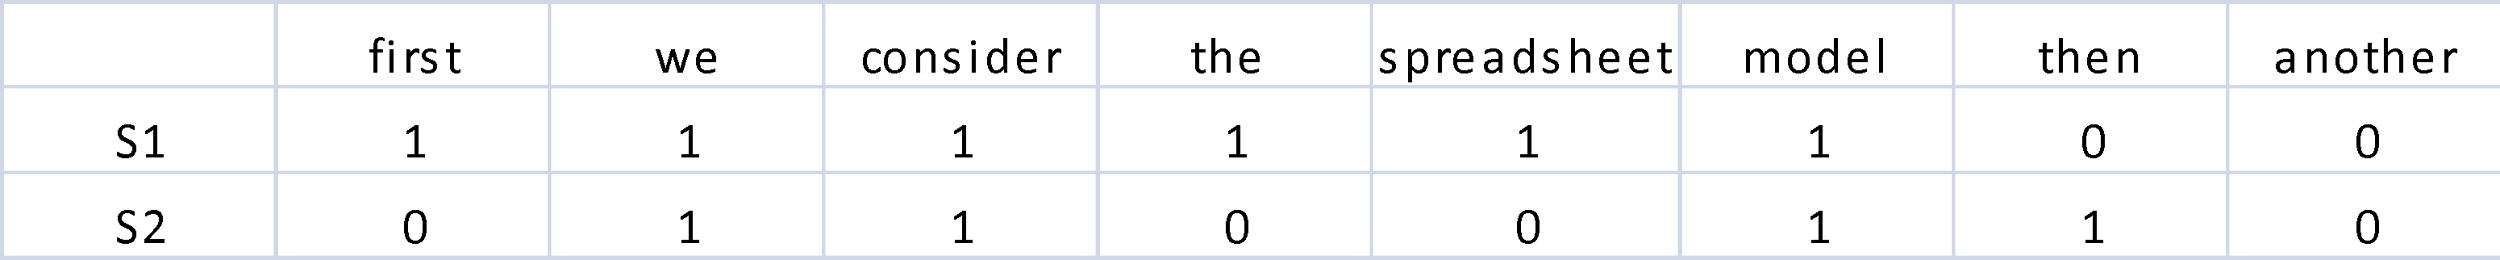 first we consider the spreadsheet model then another
S1 1 1 1 1 1 1 0 0
S2 0 1 1 0 0 1 1 0